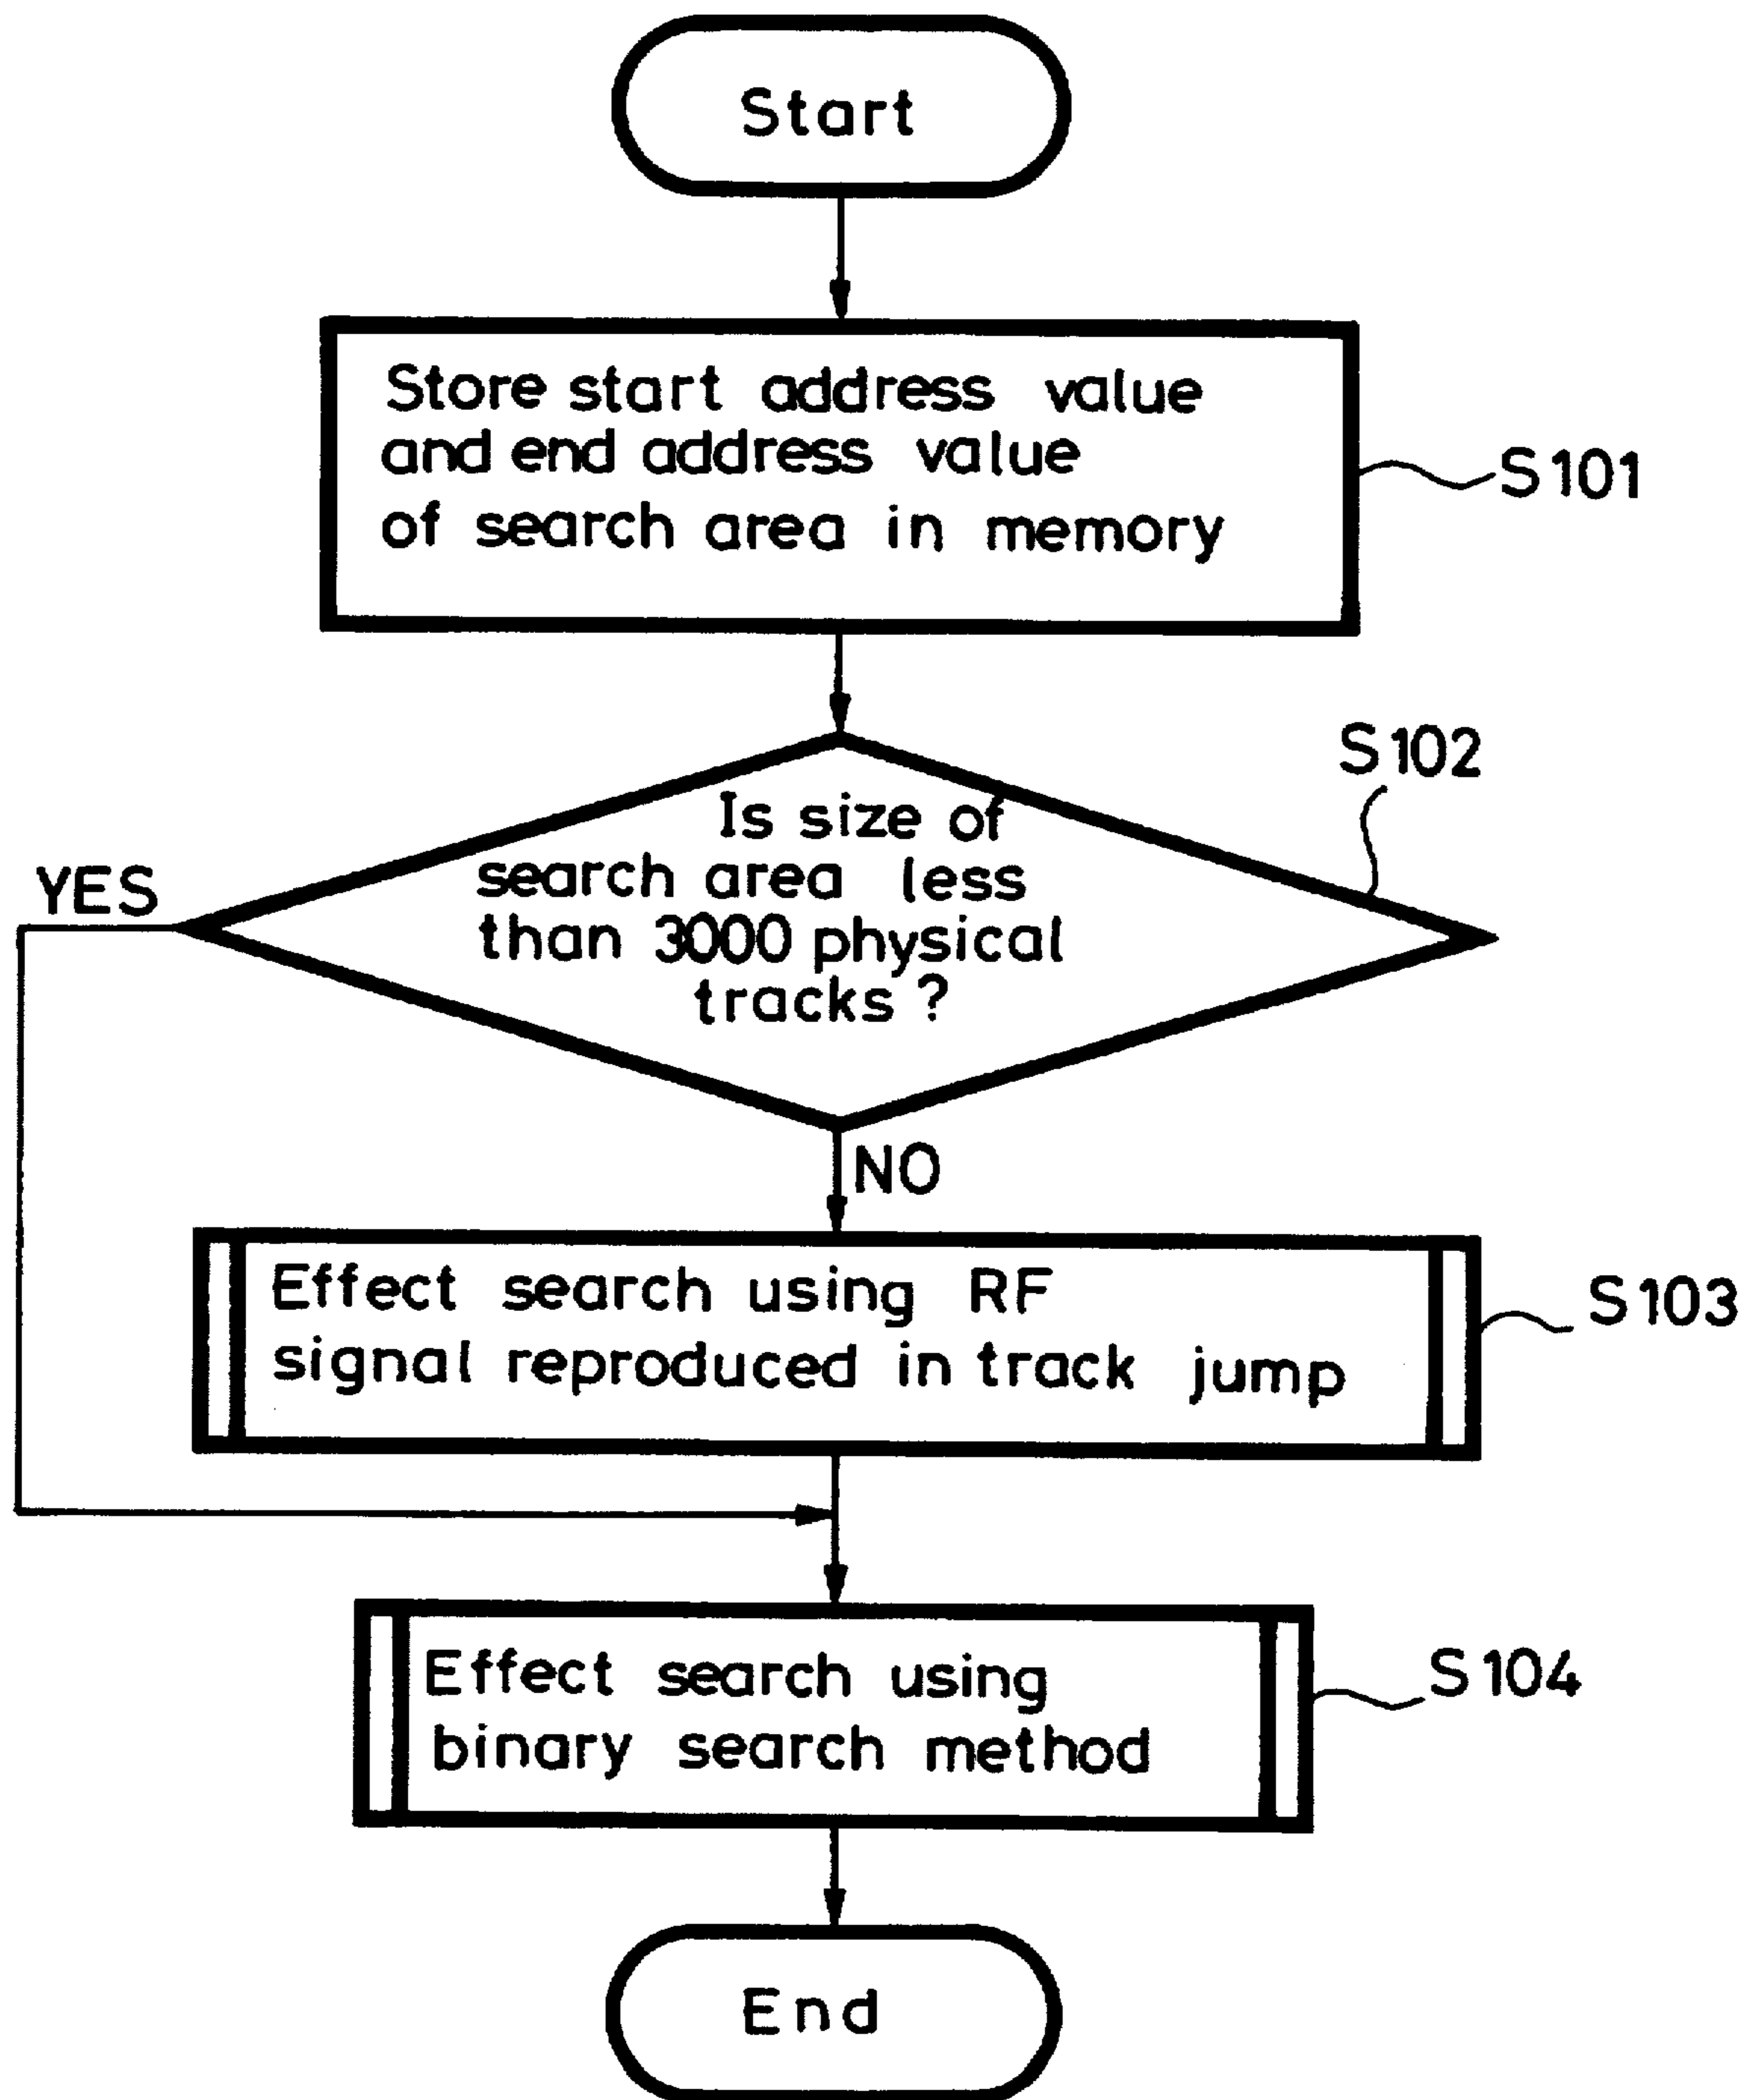 Start
Store start address value
and end address value
of search area in memory
S101
S102
Is size of
search area less
than 3000 physical
tracks ?
YES
NO
Effect search using RF
signal reproduced in track jump
S103
Effect search using
binary search method
S104
End